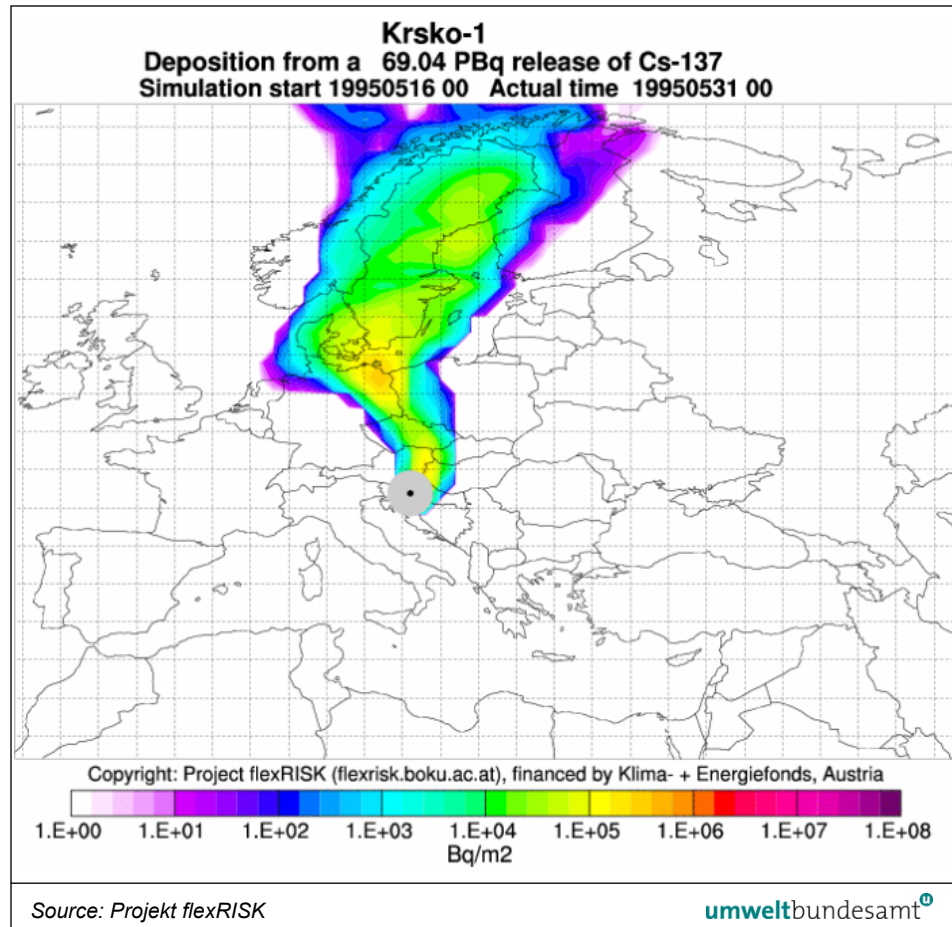 Krsko-1
Deposition from a 69.04 PBq release of Cs-137
Simulation start 19950516 00 Actual time 19950531 00
Copyright: Project flexRISK (flexrisk.boku.ac.at), financed by Klima- + Energiefonds, Austria
1.E+00 1.E+01 1.E+02 1.E+03 1.E+04 1.E+05 1.E+06 1.E+07 1.E+08
Bq/m2
Source: Projekt flexRISK
umweltbundesamt u